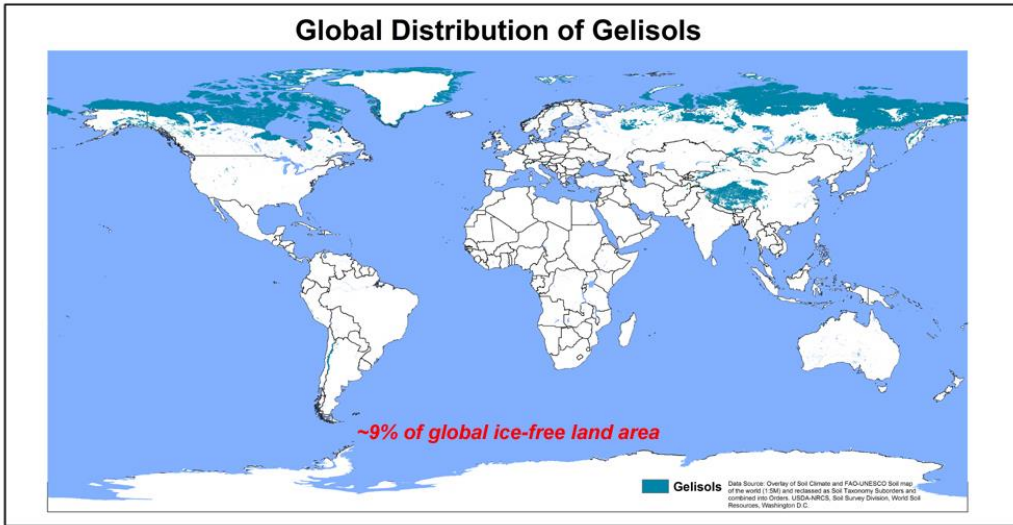 Global Distribution of Gelisols
~9% of global ice-free land area
Gelisols
Data Source: Overlay of Soil Climate and FAO-UNESCO Soil map
of the world (1:5M) and reclassed as Soil Taxonomy Suborders and
combined into Orders. USDA-NRCS, Soil Survey Division, World Soil
Resources, Washington D.C.